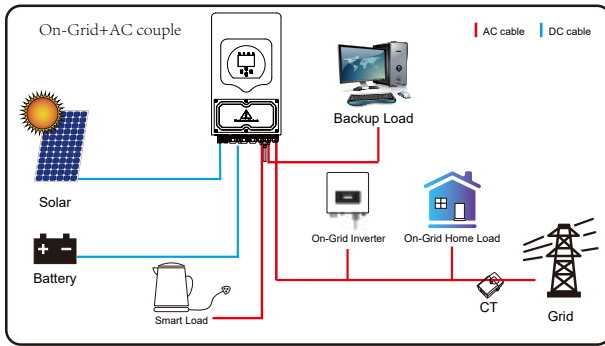 On-Grid+AC couple
AC cable
DC cable
Backup Load
Solar
On-Grid Inverter
On-Grid Home Load
Battery
Smart Load
CT
Grid